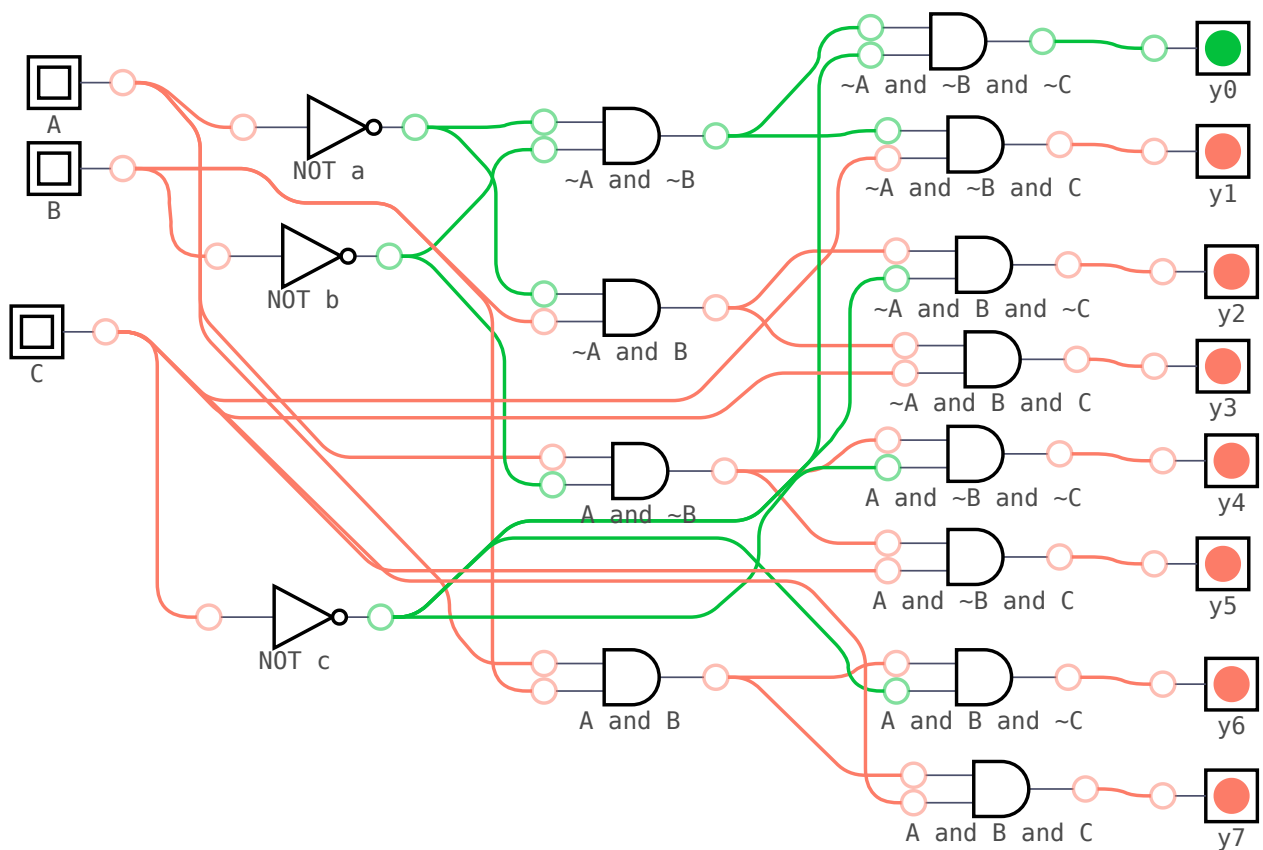 ~A and ~B and ~C
y0
A
NOT a
~A and ~B
~A and ~B and C
y1
B
NOT b
~A and B and ~C
y2
~A and B
C
~A and B and C
y3
A and ~B
A and ~B and ~C
y4
A and ~B and C
y5
NOT c
A and B
A and B and ~C
y6
A and B and C
y7